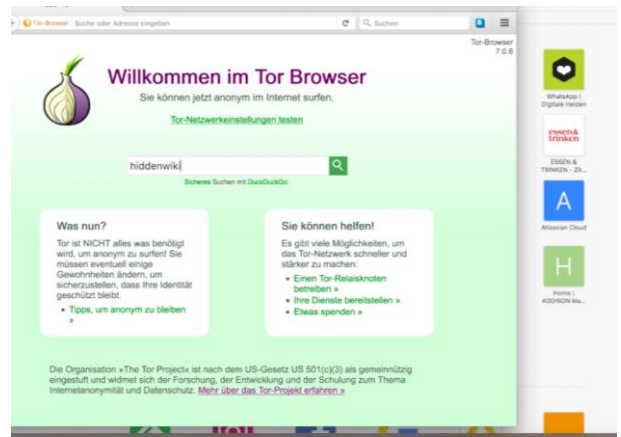 Tor-Browser
Suche oder Adresse eingeben
Suchen
Tor-Browser
7.0.6
Willkommen im Tor Browser
Sie können jetzt anonym im Internet surfen.
Tor-Netzwerkeinstellungen testen
hiddenwiki
Sicheres Suchen mit DuckDuckGo.
Was nun?
Tor ist NICHT alles was benötigt
wird, um anonym zu surfen! Sie
müssen eventuell einige
Gewohnheiten ändern, um
sicherzustellen, dass Ihre Identität
geschützt bleibt.
• Tipps, um anonym zu bleiben
»
Sie können helfen!
Es gibt viele Möglichkeiten, um
das Tor-Netzwerk schneller und
stärker zu machen:
• Einen Tor-Relaisknoten
betreiben »
• Ihre Dienste bereitstellen »
• Etwas spenden »
Die Organisation »The Tor Project« ist nach dem US-Gesetz US 501(c)(3) als gemeinnützig
eingestuft und widmet sich der Forschung, der Entwicklung und der Schulung zum Thema
Internetanonymität und Datenschutz. Mehr über das Tor-Projekt erfahren »
WhatsApp |
Digitale Helden
essen &
trinken
ESSEN &
TRINKEN - Zit...
A
Atlassian Cloud
H
Home |
ADDISON Ma...